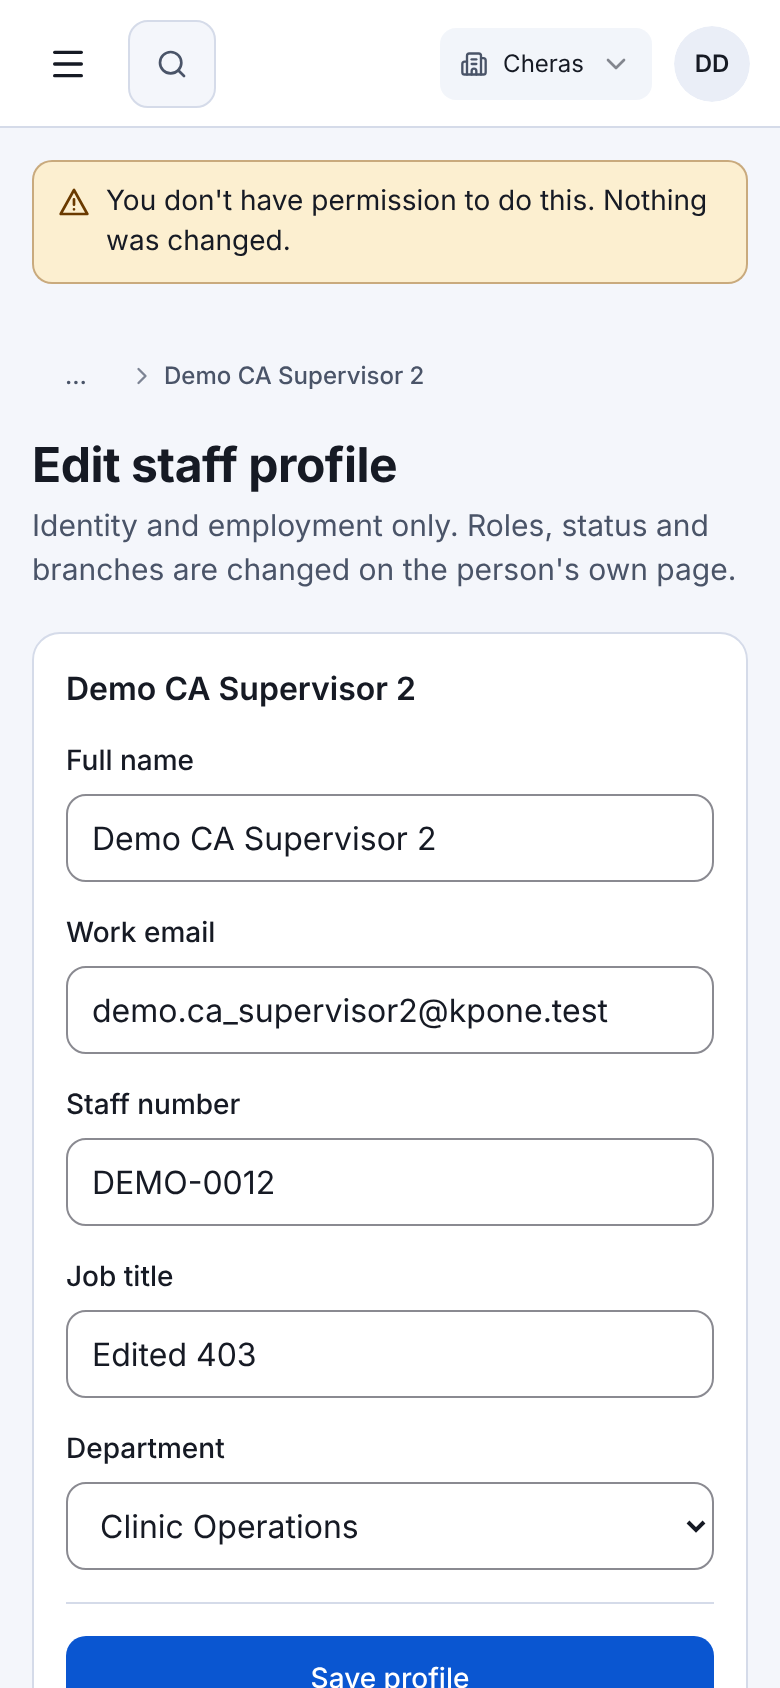 Cheras
DD
You don't have permission to do this. Nothing
was changed.
...
Demo CA Supervisor 2
Edit staff profile
Identity and employment only. Roles, status and
branches are changed on the person's own page.
Demo CA Supervisor 2
Full name
Demo CA Supervisor 2
Work email
demo.ca_supervisor2@kpone.test
Staff number
DEMO-0012
Job title
Edited 403
Department
Clinic Operations
Save profile